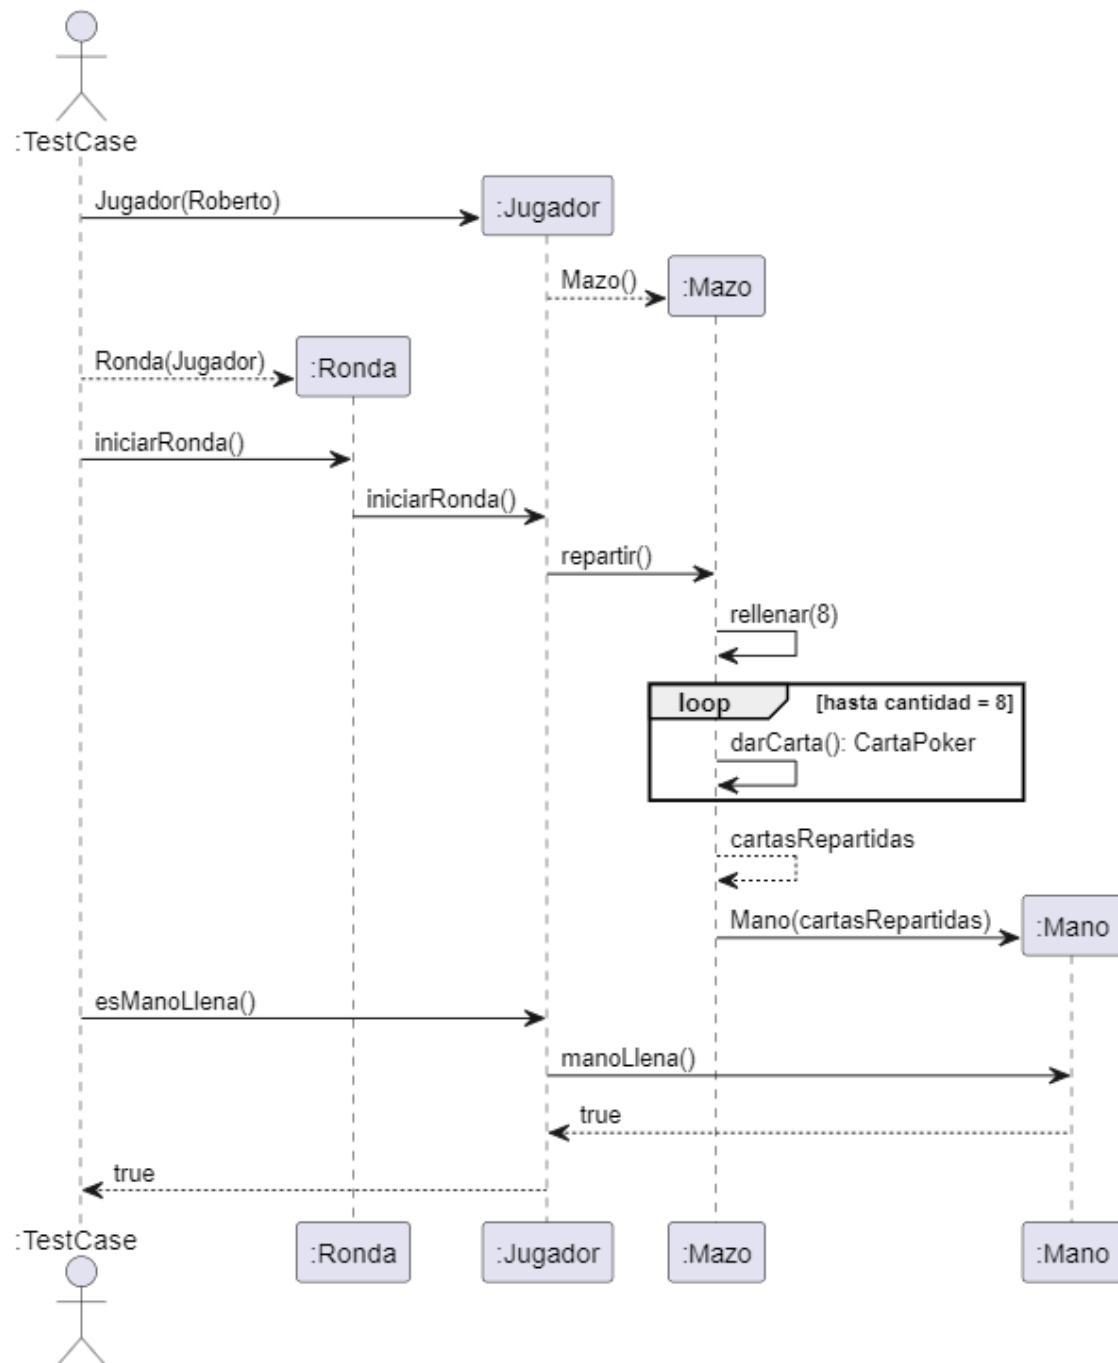 :TestCase
Jugador(Roberto)
:Jugador
Mazo()
:Mazo
Ronda(Jugador)
:Ronda
iniciarRonda()
iniciarRonda()
repartir()
rellenar(8)
loop
[hasta cantidad = 8]
darCarta(): CartaPoker
cartasRepartidas
Mano(cartasRepartidas)
:Mano
esManoLlena()
manoLlena()
true
true
:TestCase
:Ronda
:Jugador
:Mazo
:Mano